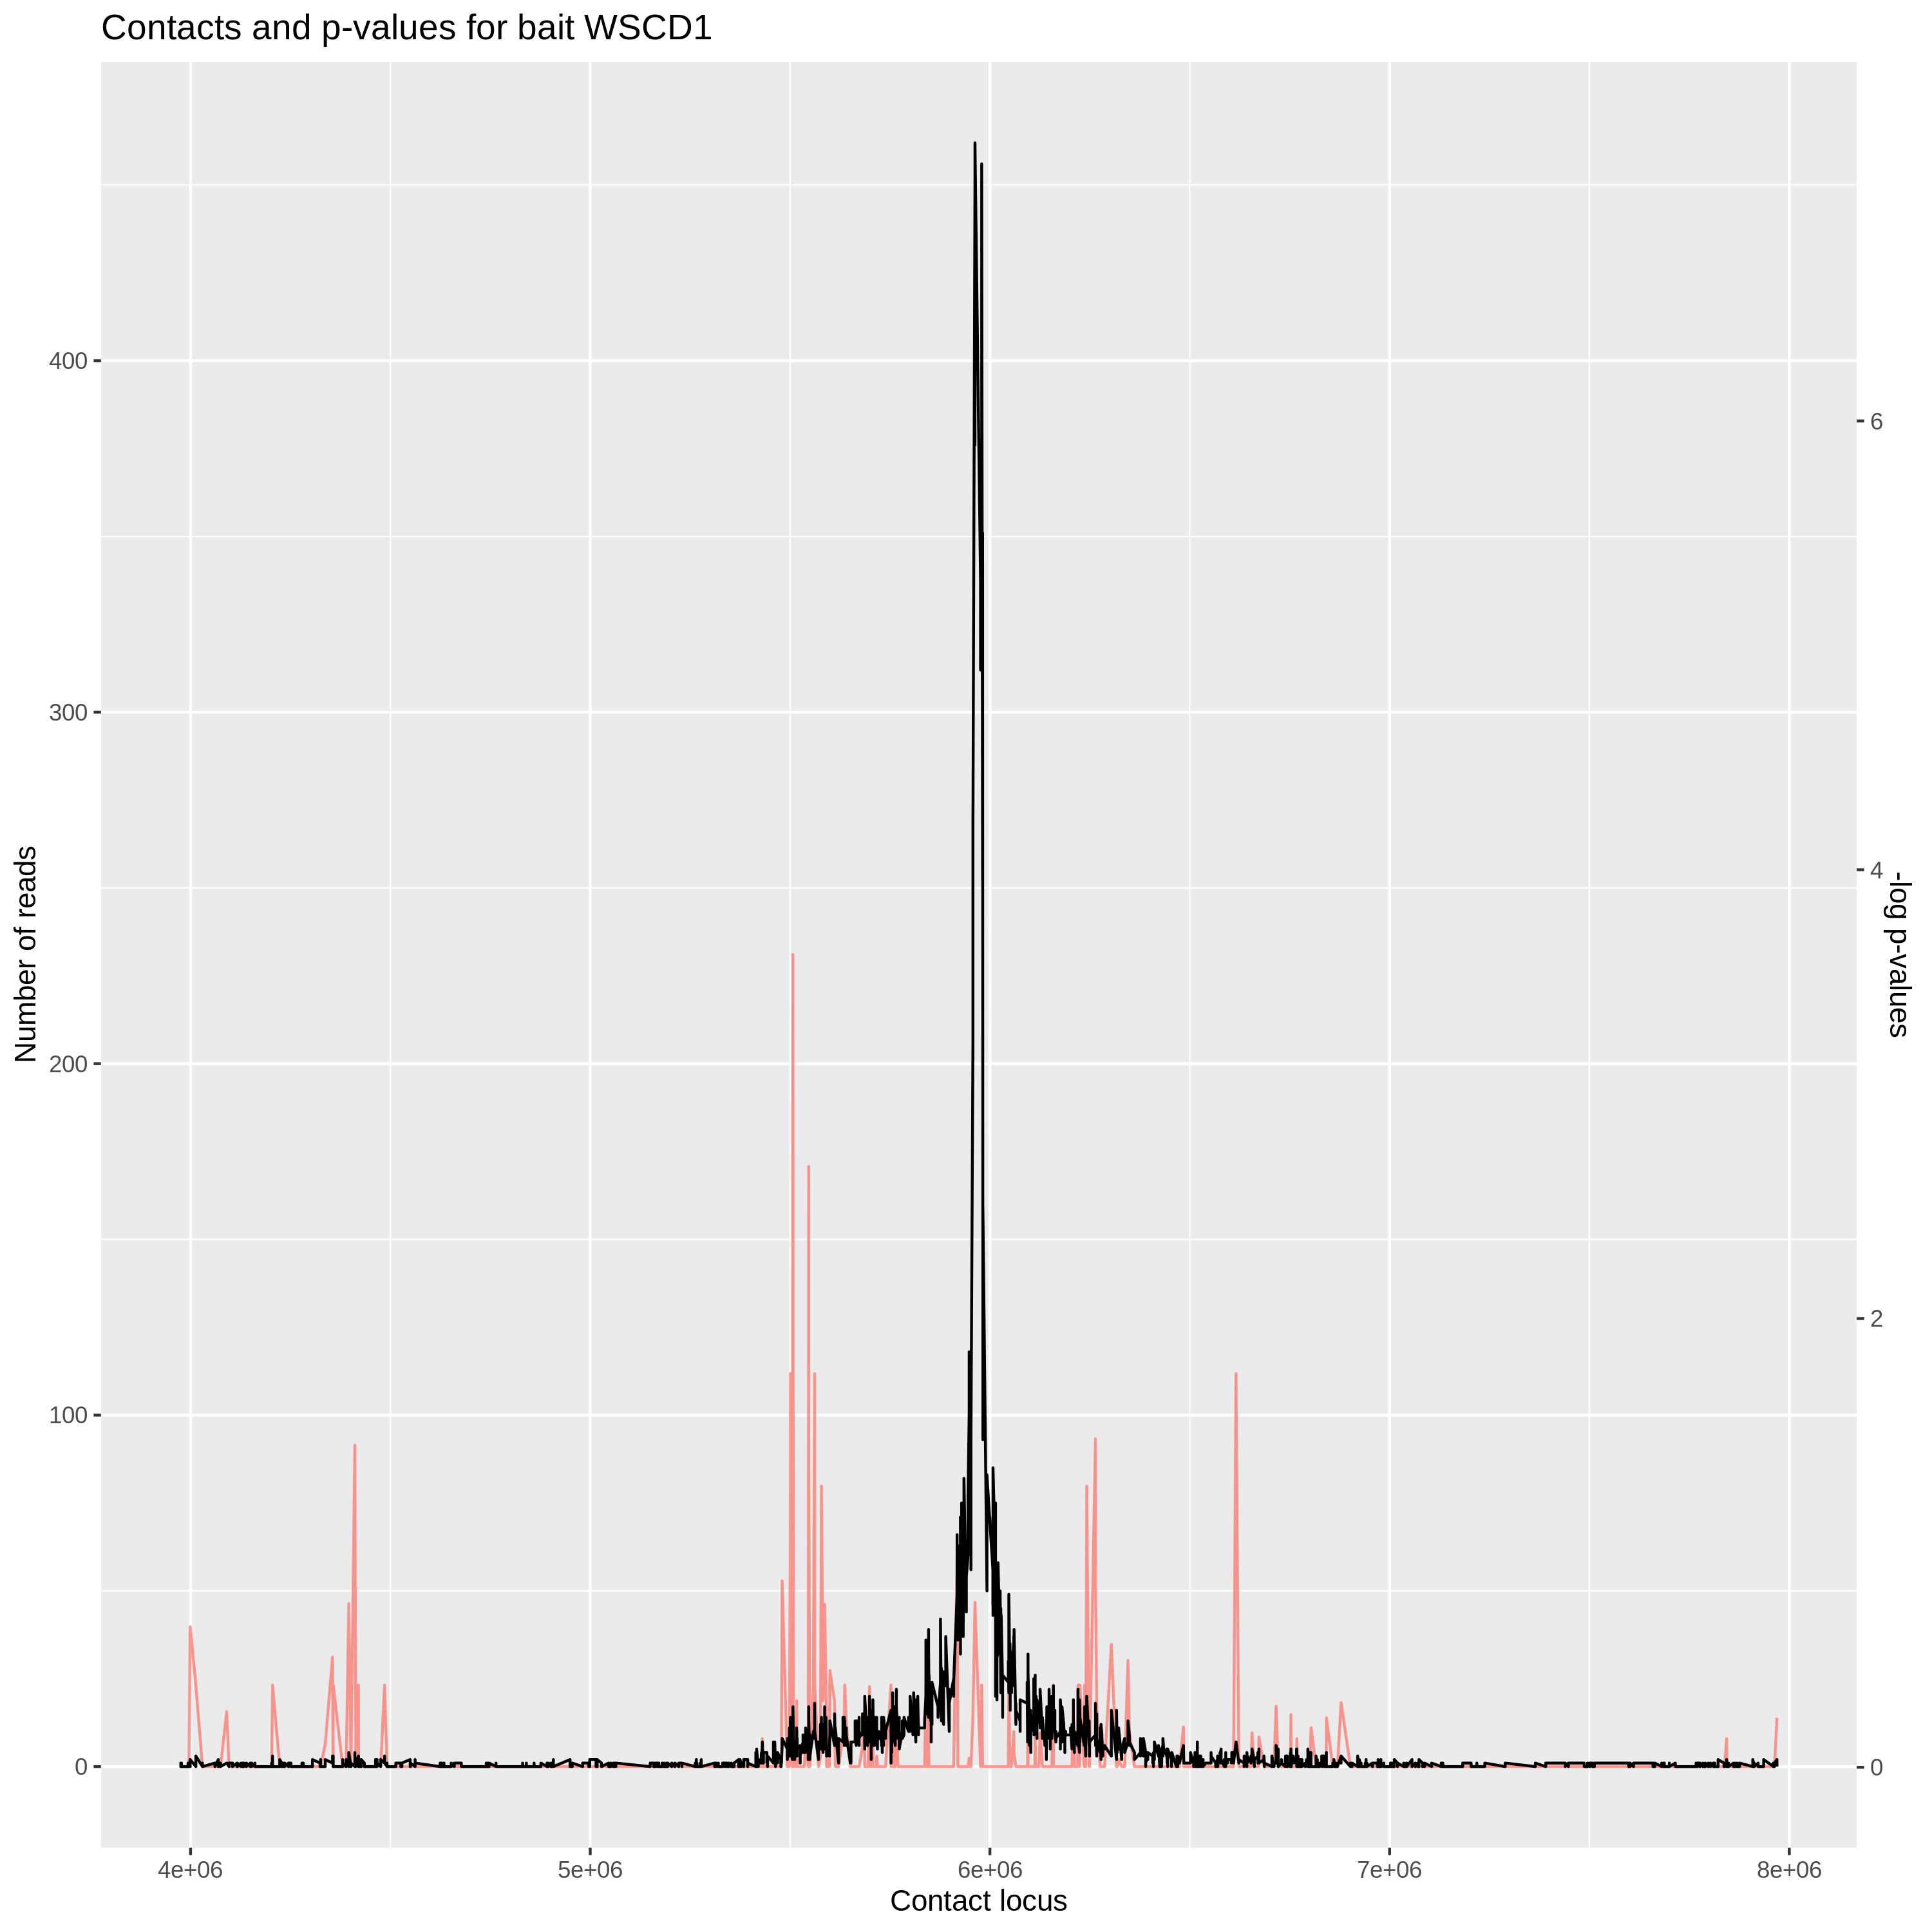 Contacts and p-values for bait WSCD1
Number of reads
400
300
200
100
0
6
4
2
0
-log p-values
4e+06
5e+06
6e+06
7e+06
8e+06
Contact locus